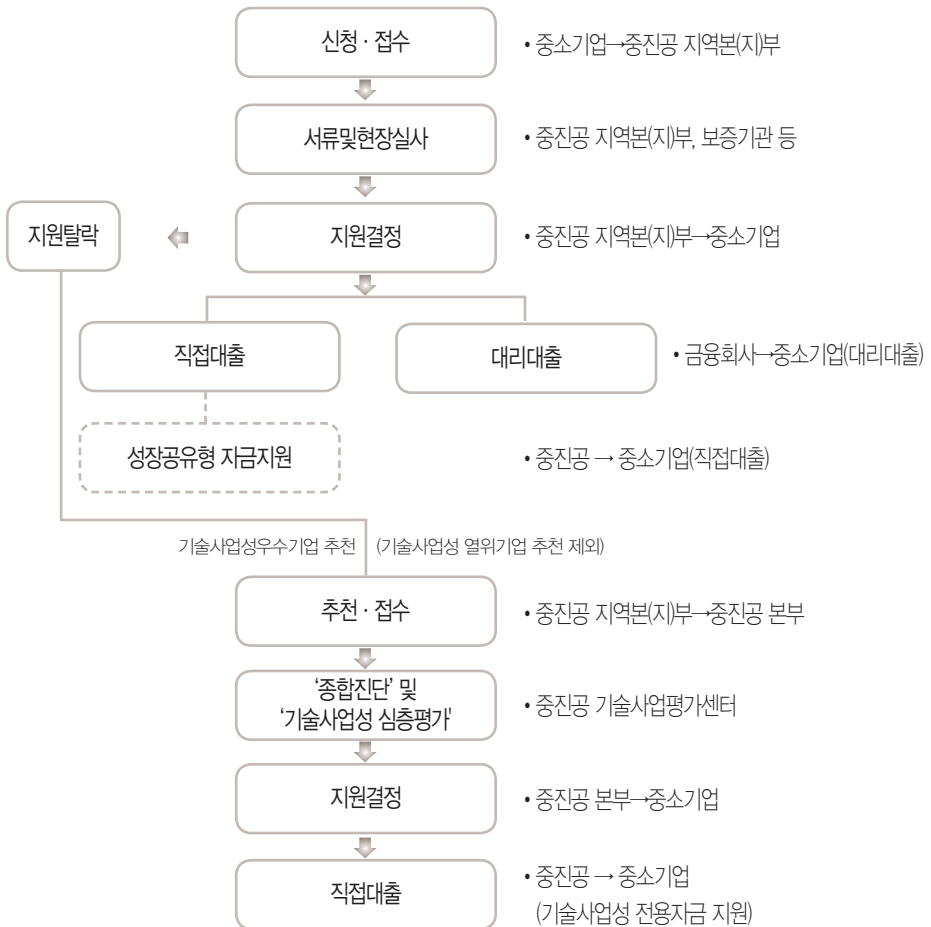 신청 · 접수
• 중소기업→중진공 지역본(지)부
서류및현장실사
• 중진공 지역본(지)부, 보증기관 등
지원탈락
지원결정
• 중진공 지역본(지)부→중소기업
직접대출
대리대출
• 금융회사→중소기업(대리대출)
성장공유형 자금지원
• 중진공 → 중소기업(직접대출)
기술사업성우수기업 추천
(기술사업성 열위기업 추천 제외)
추천 · 접수
• 중진공 지역본(지)부→중진공 본부
‘종합진단’ 및
‘기술사업성 심층평가'
• 중진공 기술사업평가센터
지원결정
• 중진공 본부→중소기업
직접대출
• 중진공 → 중소기업
(기술사업성 전용자금 지원)